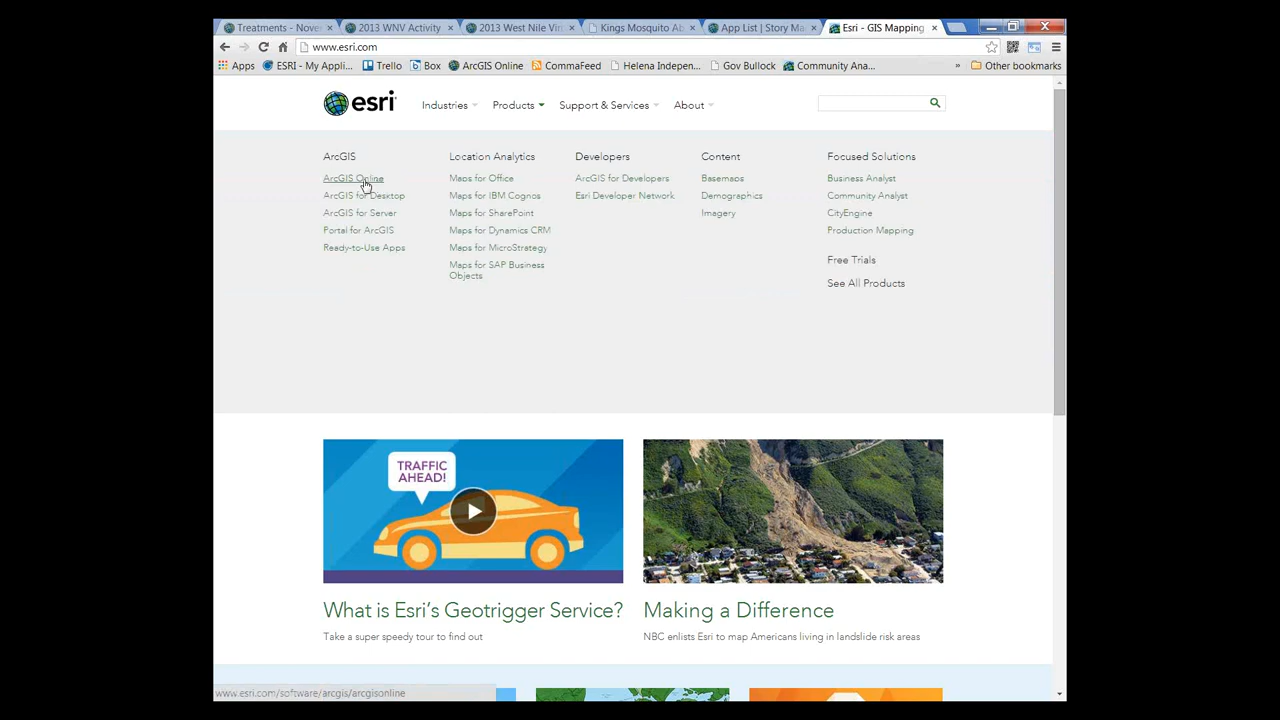 Treatments - Nove
2013 WNV Activity
2013 West Nile Vir
Kings Mosquito Ab
App List | Story Ma
Esri - GIS Mapping
www.esri.com
Apps
ESRI - My Appli...
Trello
Box
ArcGIS Online
CommaFeed
Helena Indepen...
Gov Bullock
Community Ana...
»
Other bookmarks
esri
Industries
Products
Support & Services
About
ArcGIS
ArcGIS Online
ArcGIS for Desktop
ArcGIS for Server
Portal for ArcGIS
Ready-to-Use Apps
Location Analytics
Maps for Office
Maps for IBM Cognos
Maps for SharePoint
Maps for Dynamics CRM
Maps for MicroStrategy
Maps for SAP Business
Objects
Developers
ArcGIS for Developers
Esri Developer Network
Content
Basemaps
Demographics
Imagery
Focused Solutions
Business Analyst
Community Analyst
CityEngine
Production Mapping
Free Trials
See All Products
TRAFFIC
AHEAD!
What is Esri's Geotrigger Service?
Take a super speedy tour to find out
Making a Difference
NBC enlists Esri to map Americans living in landslide risk areas
www.esri.com/software/arcgis/arcgisonline